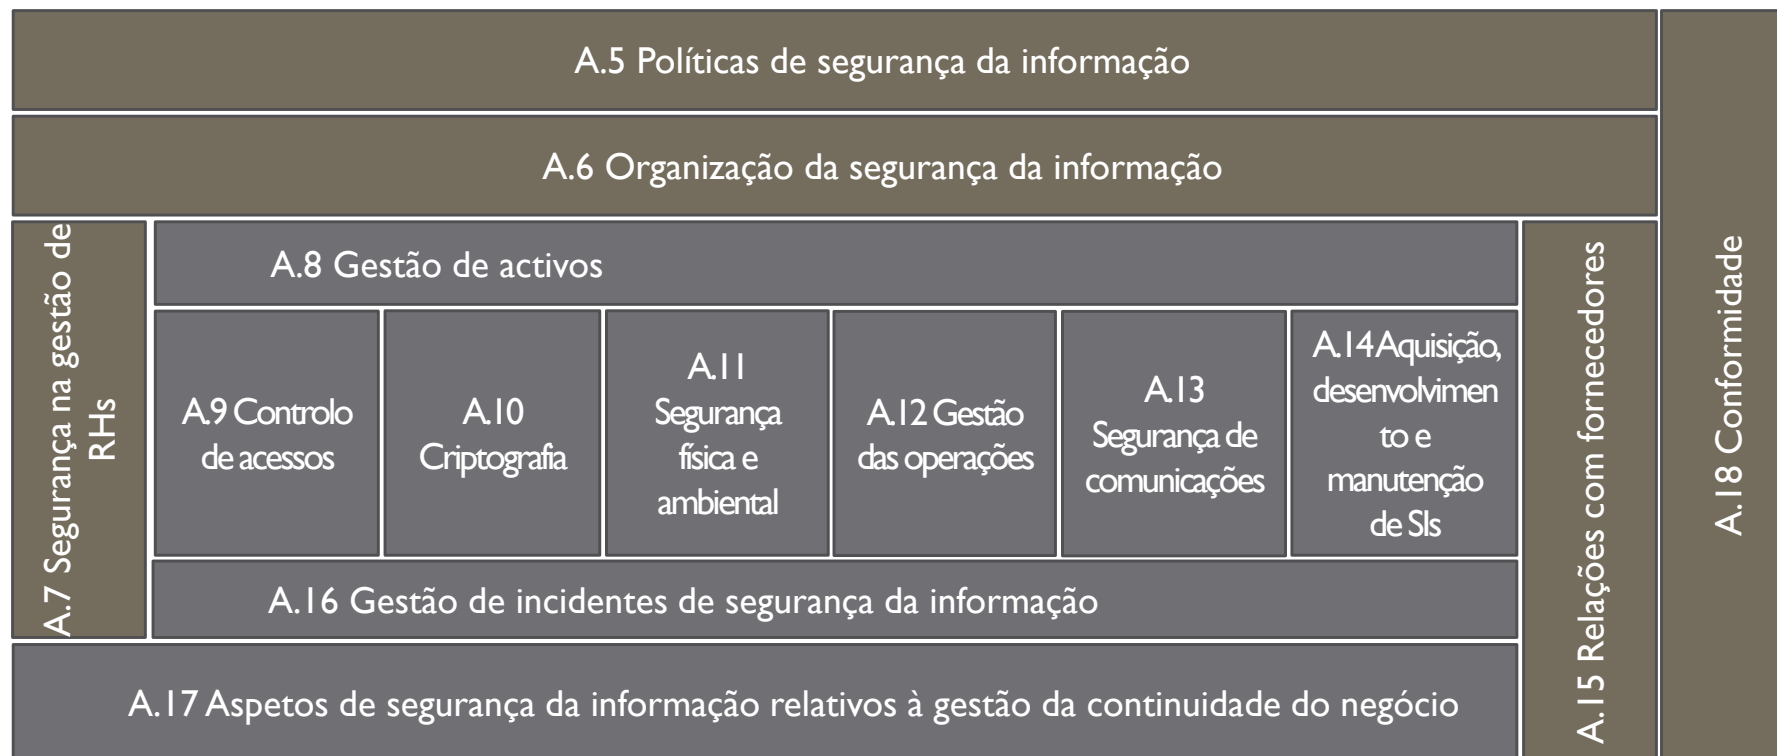 A.5 Políticas de segurança da informação
A.6 Organização da segurança da informação
A.7 Segurança na gestão de
RHs
A.8 Gestão de activos
A.9 Controlo
de acessos
A.10
Criptografia
A.11
Segurança
física e
ambiental
A.12 Gestão
das operações
A.13
Segurança de
comunicações
A.14 Aquisição,
desenvolvimen
to e
manutenção
de SIs
A.16 Gestão de incidentes de segurança da informação
A.17 Aspetos de segurança da informação relativos à gestão da continuidade do negócio
A.15 Relações com fornecedores
A.18 Conformidade